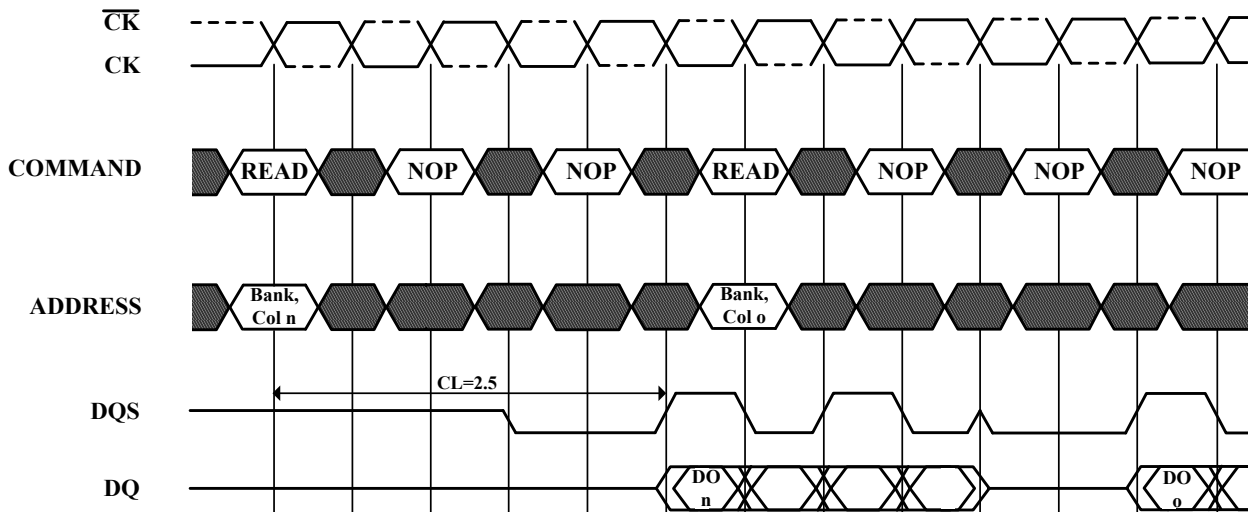 CK
CK
COMMAND READ NOP NOP READ NOP NOP NOP
ADDRESS Bank, Col n Bank, Col o
CL=2.5
DQS
DQ DO n DO o